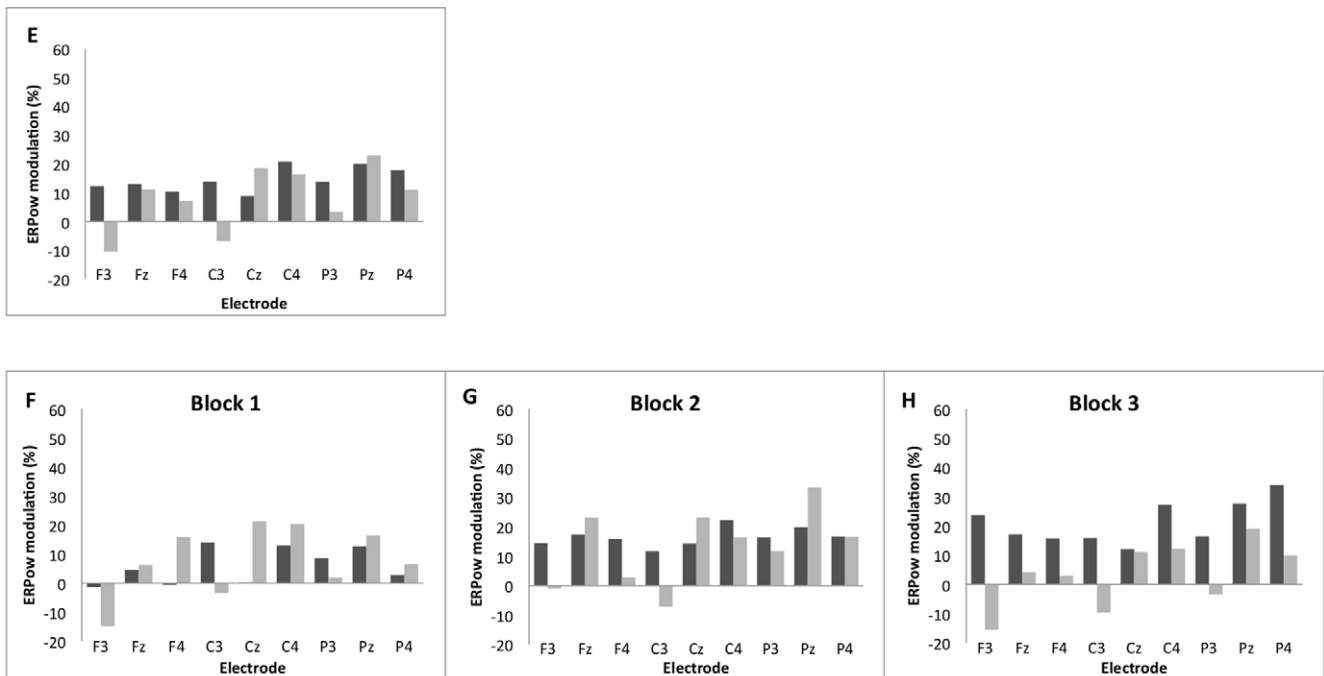 E
60
50
40
30
20
10
0
-10
-20
ERPow modulation (%)
F3 Fz F4 C3 Cz C4 P3 Pz P4
Electrode
F
Block 1
60
50
40
30
20
10
0
-10
-20
ERPow modulation (%)
F3 Fz F4 C3 Cz C4 P3 Pz P4
Electrode
G
Block 2
60
50
40
30
20
10
0
-10
-20
ERPow modulation (%)
F3 Fz F4 C3 Cz C4 P3 Pz P4
Electrode
H
Block 3
60
50
40
30
20
10
0
-10
-20
ERPow modulation (%)
F3 Fz F4 C3 Cz C4 P3 Pz P4
Electrode